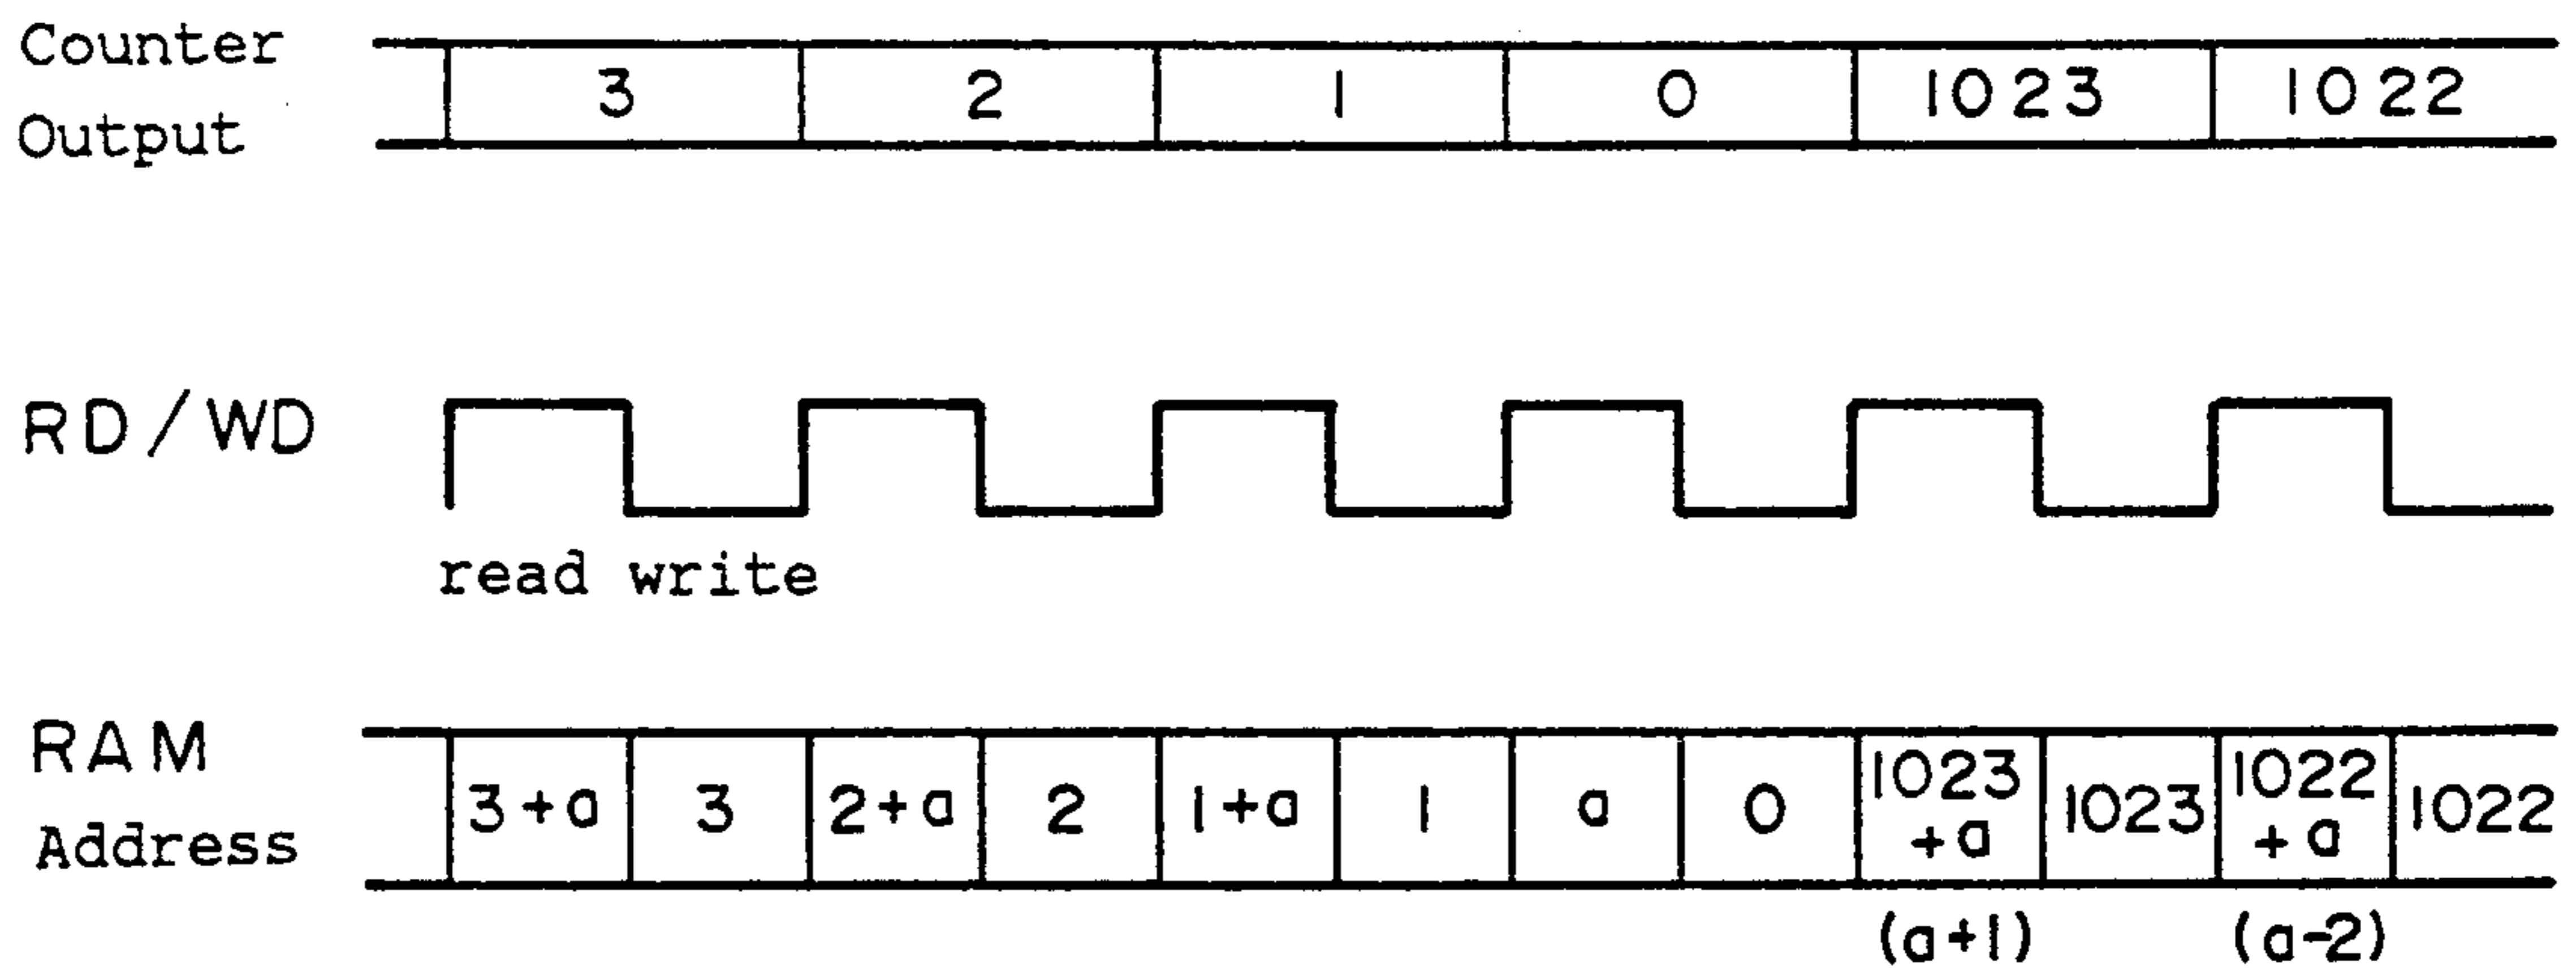 Counter
Output
3 2 1 0 1023 1022
RD/WD
read write
RAM
Address
3+a 3 2+a 2 1+a 1 a 0 1023 +a 1023 1022 +a 1022
(a+1) (a-2)